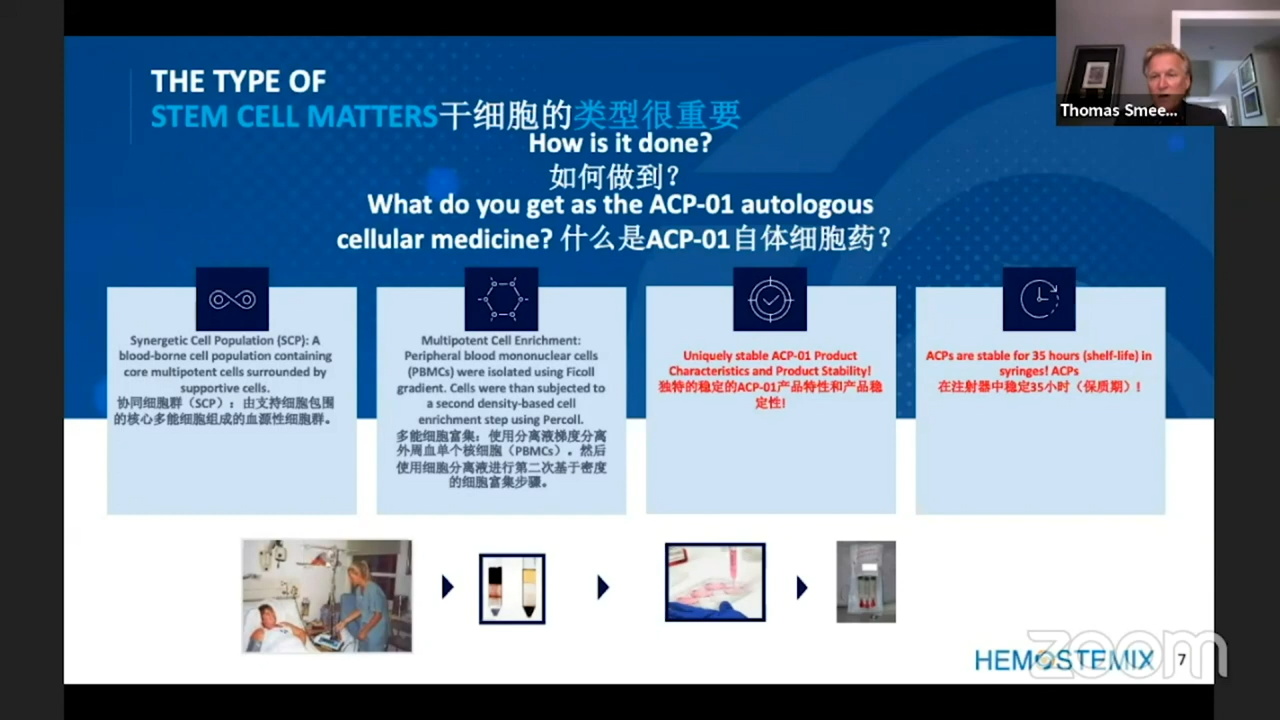 THE TYPE OF
STEM CELL MATTERS干细胞的类型很重要
How is it done?
如何做到？
What do you get as the ACP-01 autologous
cellular medicine? 什么是ACP-01自体细胞药？
Synergetic Cell Population (SCP): A
blood-borne cell population containing
core multipotent cells surrounded by
supportive cells.
协同细胞群（SCP）：由支持细胞包围
的核心多能细胞组成的血源性细胞群。
Multipotent Cell Enrichment:
Peripheral blood mononuclear cells
(PBMCs) were isolated using Ficoll
gradient. Cells were than subjected to
a second density-based cell
enrichment step using Percoll.
多能细胞富集：使用分离液梯度分离
外周血单个核细胞（PBMCs）。然后
使用细胞分离液进行第二次基于密度
的细胞富集步骤。
Uniquely stable ACP-01 Product
Characteristics and Product Stability!
独特的稳定的ACP-01产品特性和产品稳
定性!
ACPs are stable for 35 hours (shelf-life) in
syringes! ACPs
在注射器中稳定35小时（保质期）!
Thomas Smee...
HEMOSTEMIX
7
zoom